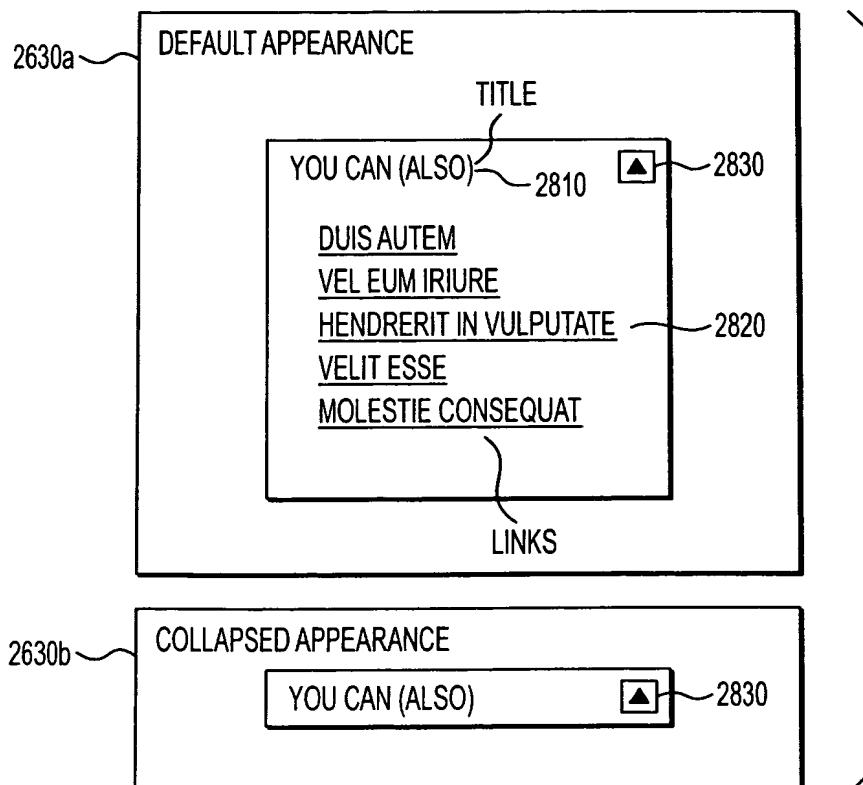 DEFAULT APPEARANCE
2630a
TITLE
YOU CAN (ALSO)
2830
2810
DUIS AUTEM
VEL EUM IRIURE
HENDRERIT IN VULPUTATE
2820
VELIT ESSE
MOLESTIE CONSEQUAT
LINKS
COLLAPSED APPEARANCE
2630b
YOU CAN (ALSO)
2830